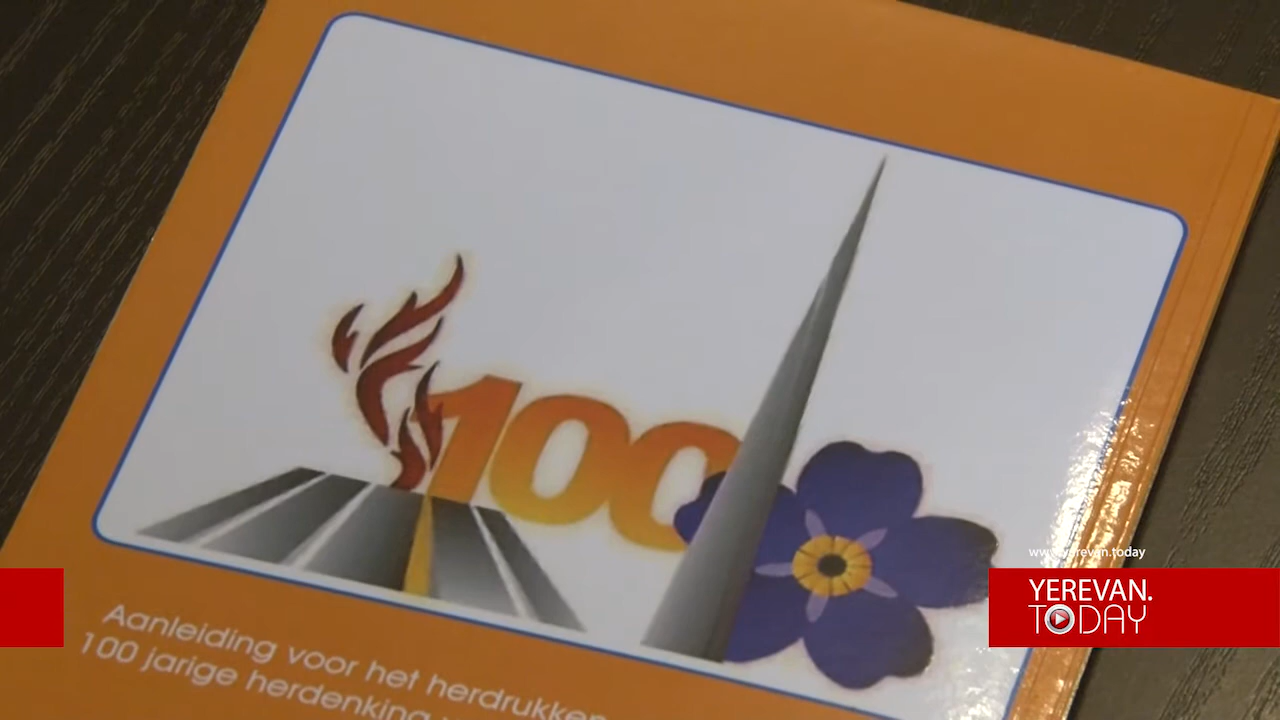 100
www.yerevan.today
YEREVAN.
TODAY
Aanleiding voor het herdrukken
100 jarige herdenking